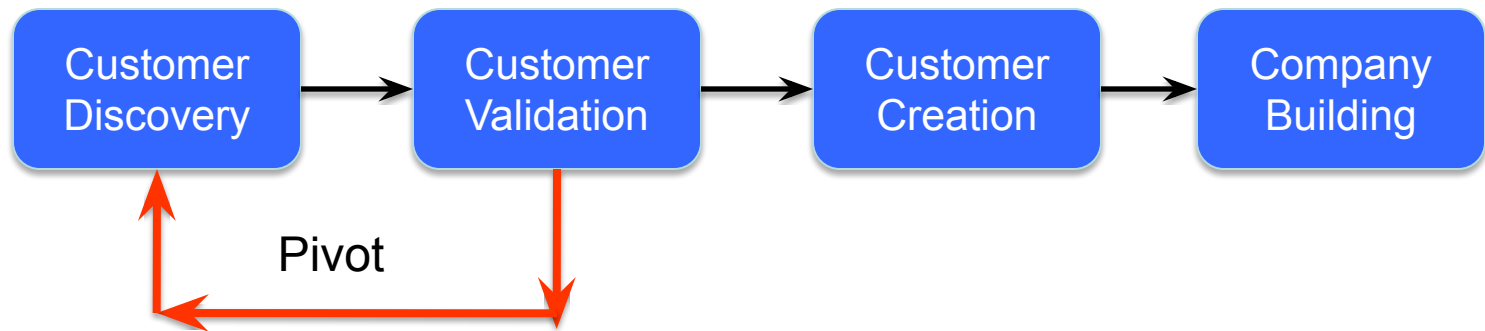 Customer
Discovery
Customer
Validation
Customer
Creation
Company
Building
Pivot